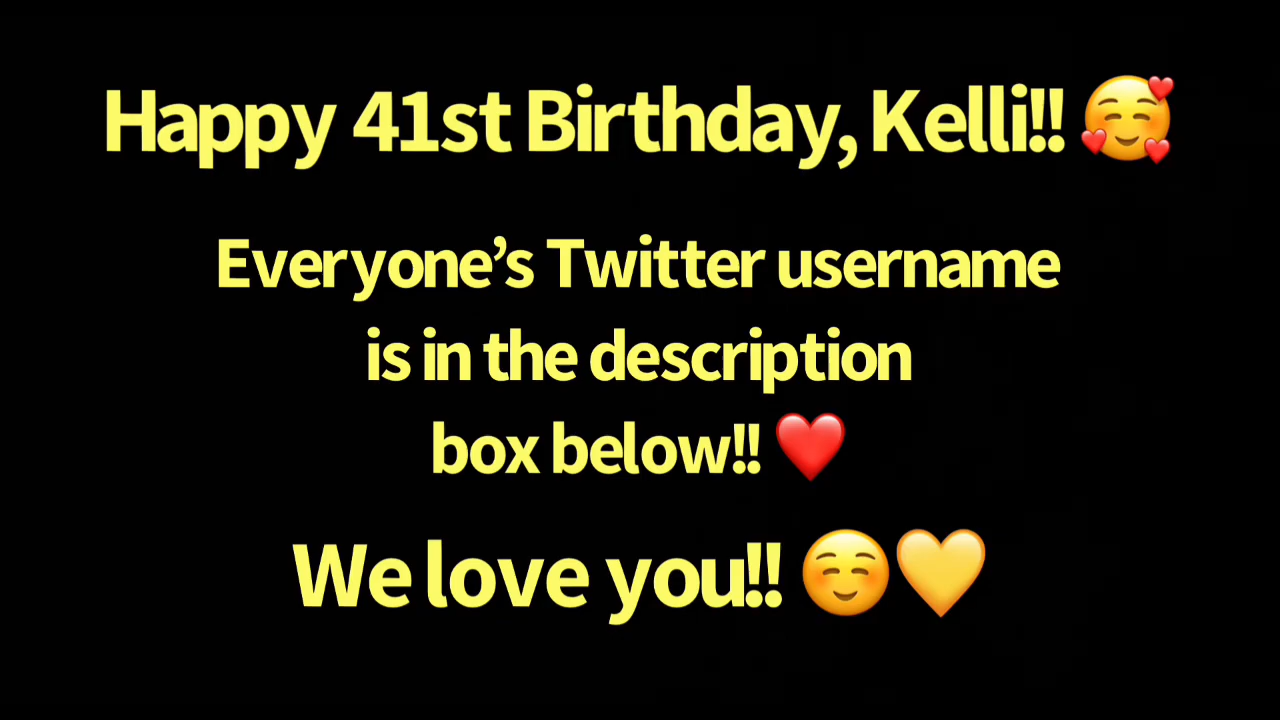 Happy 41st Birthday, Kelli!! 🥰
Everyone’s Twitter username
is in the description
box below!! ❤️
We love you!! ☺️💛